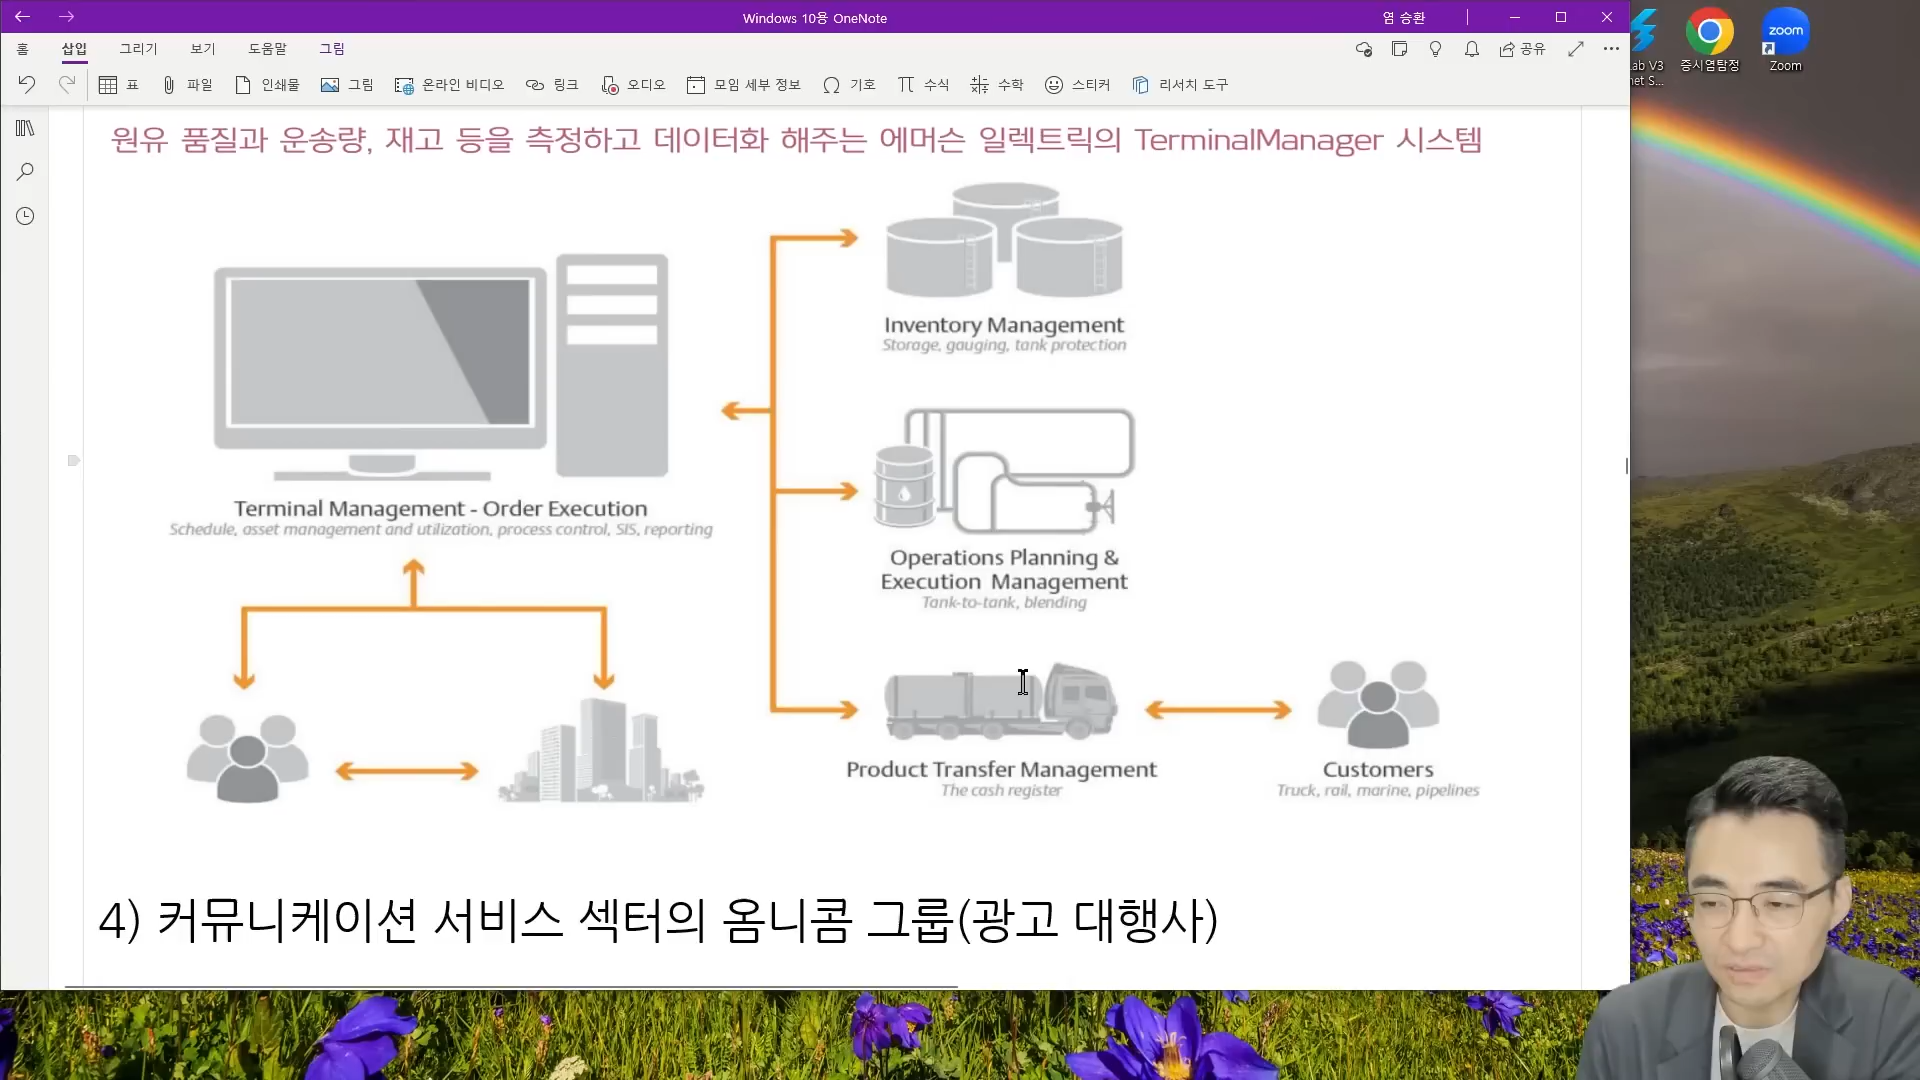 Windows 10용 OneNote
염 승환
홈 삽입 그리기 보기 도움말 그림
공유
표 파일 인쇄물 그림 온라인 비디오 링크 오디오 모임 세부 정보 기호 수식 수학 스티커 리서치 도구
Lab V3
net S...
증시염탐정
zoom
Zoom
원유 품질과 운송량, 재고 등을 측정하고 데이터화 해주는 에머슨 일렉트릭의 TerminalManager 시스템
Inventory Management
Storage, gauging, tank protection
Terminal Management - Order Execution
Schedule, asset management and utilization, process control, SIS, reporting
Operations Planning &
Execution Management
Tank-to-tank, blending
Product Transfer Management
The cash register
Customers
Truck, rail, marine, pipelines
4) 커뮤니케이션 서비스 섹터의 옴니콤 그룹(광고 대행사)